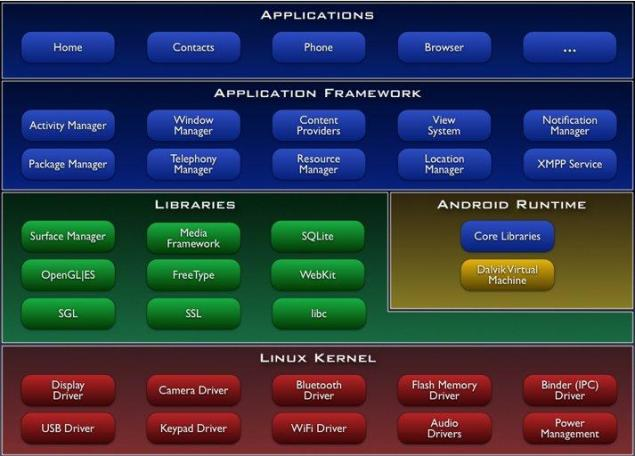 APPLICATIONS
Home
Contacts
Phone
Browser
...
APPLICATION FRAMEWORK
Activity Manager
Window
Manager
Content
Providers
View
System
Notification
Manager
Package Manager
Telephony
Manager
Resource
Manager
Location
Manager
XMPP Service
LIBRARIES
Surface Manager
Media
Framework
SQLite
OpenGL|ES
FreeType
WebKit
SGL
SSL
libc
ANDROID RUNTIME
Core Libraries
Dalvik Virtual
Machine
LINUX KERNEL
Display
Driver
Camera Driver
Bluetooth
Driver
Flash Memory
Driver
Binder (IPC)
Driver
USB Driver
Keypad Driver
WiFi Driver
Audio
Drivers
Power
Management